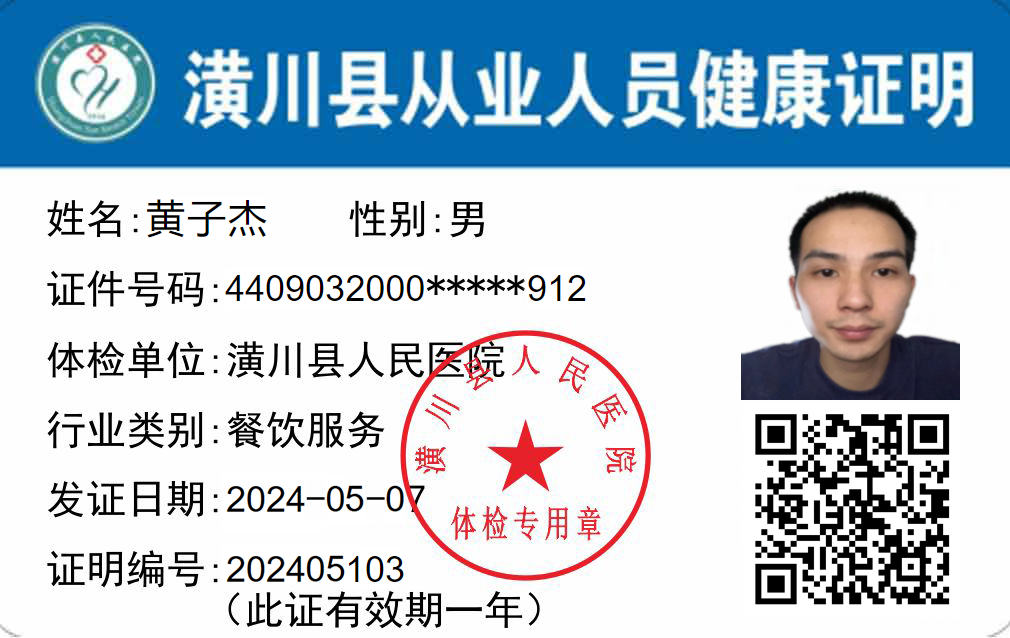 潢川县从业人员健康证明
姓名:黄子杰 性别:男
证件号码:4409032000*****912
体检单位:潢川县人民医院
行业类别:餐饮服务
发证日期:2024-05-07
证明编号:202405103
(此证有效期一年)
潢川县人民医院
体检专用章